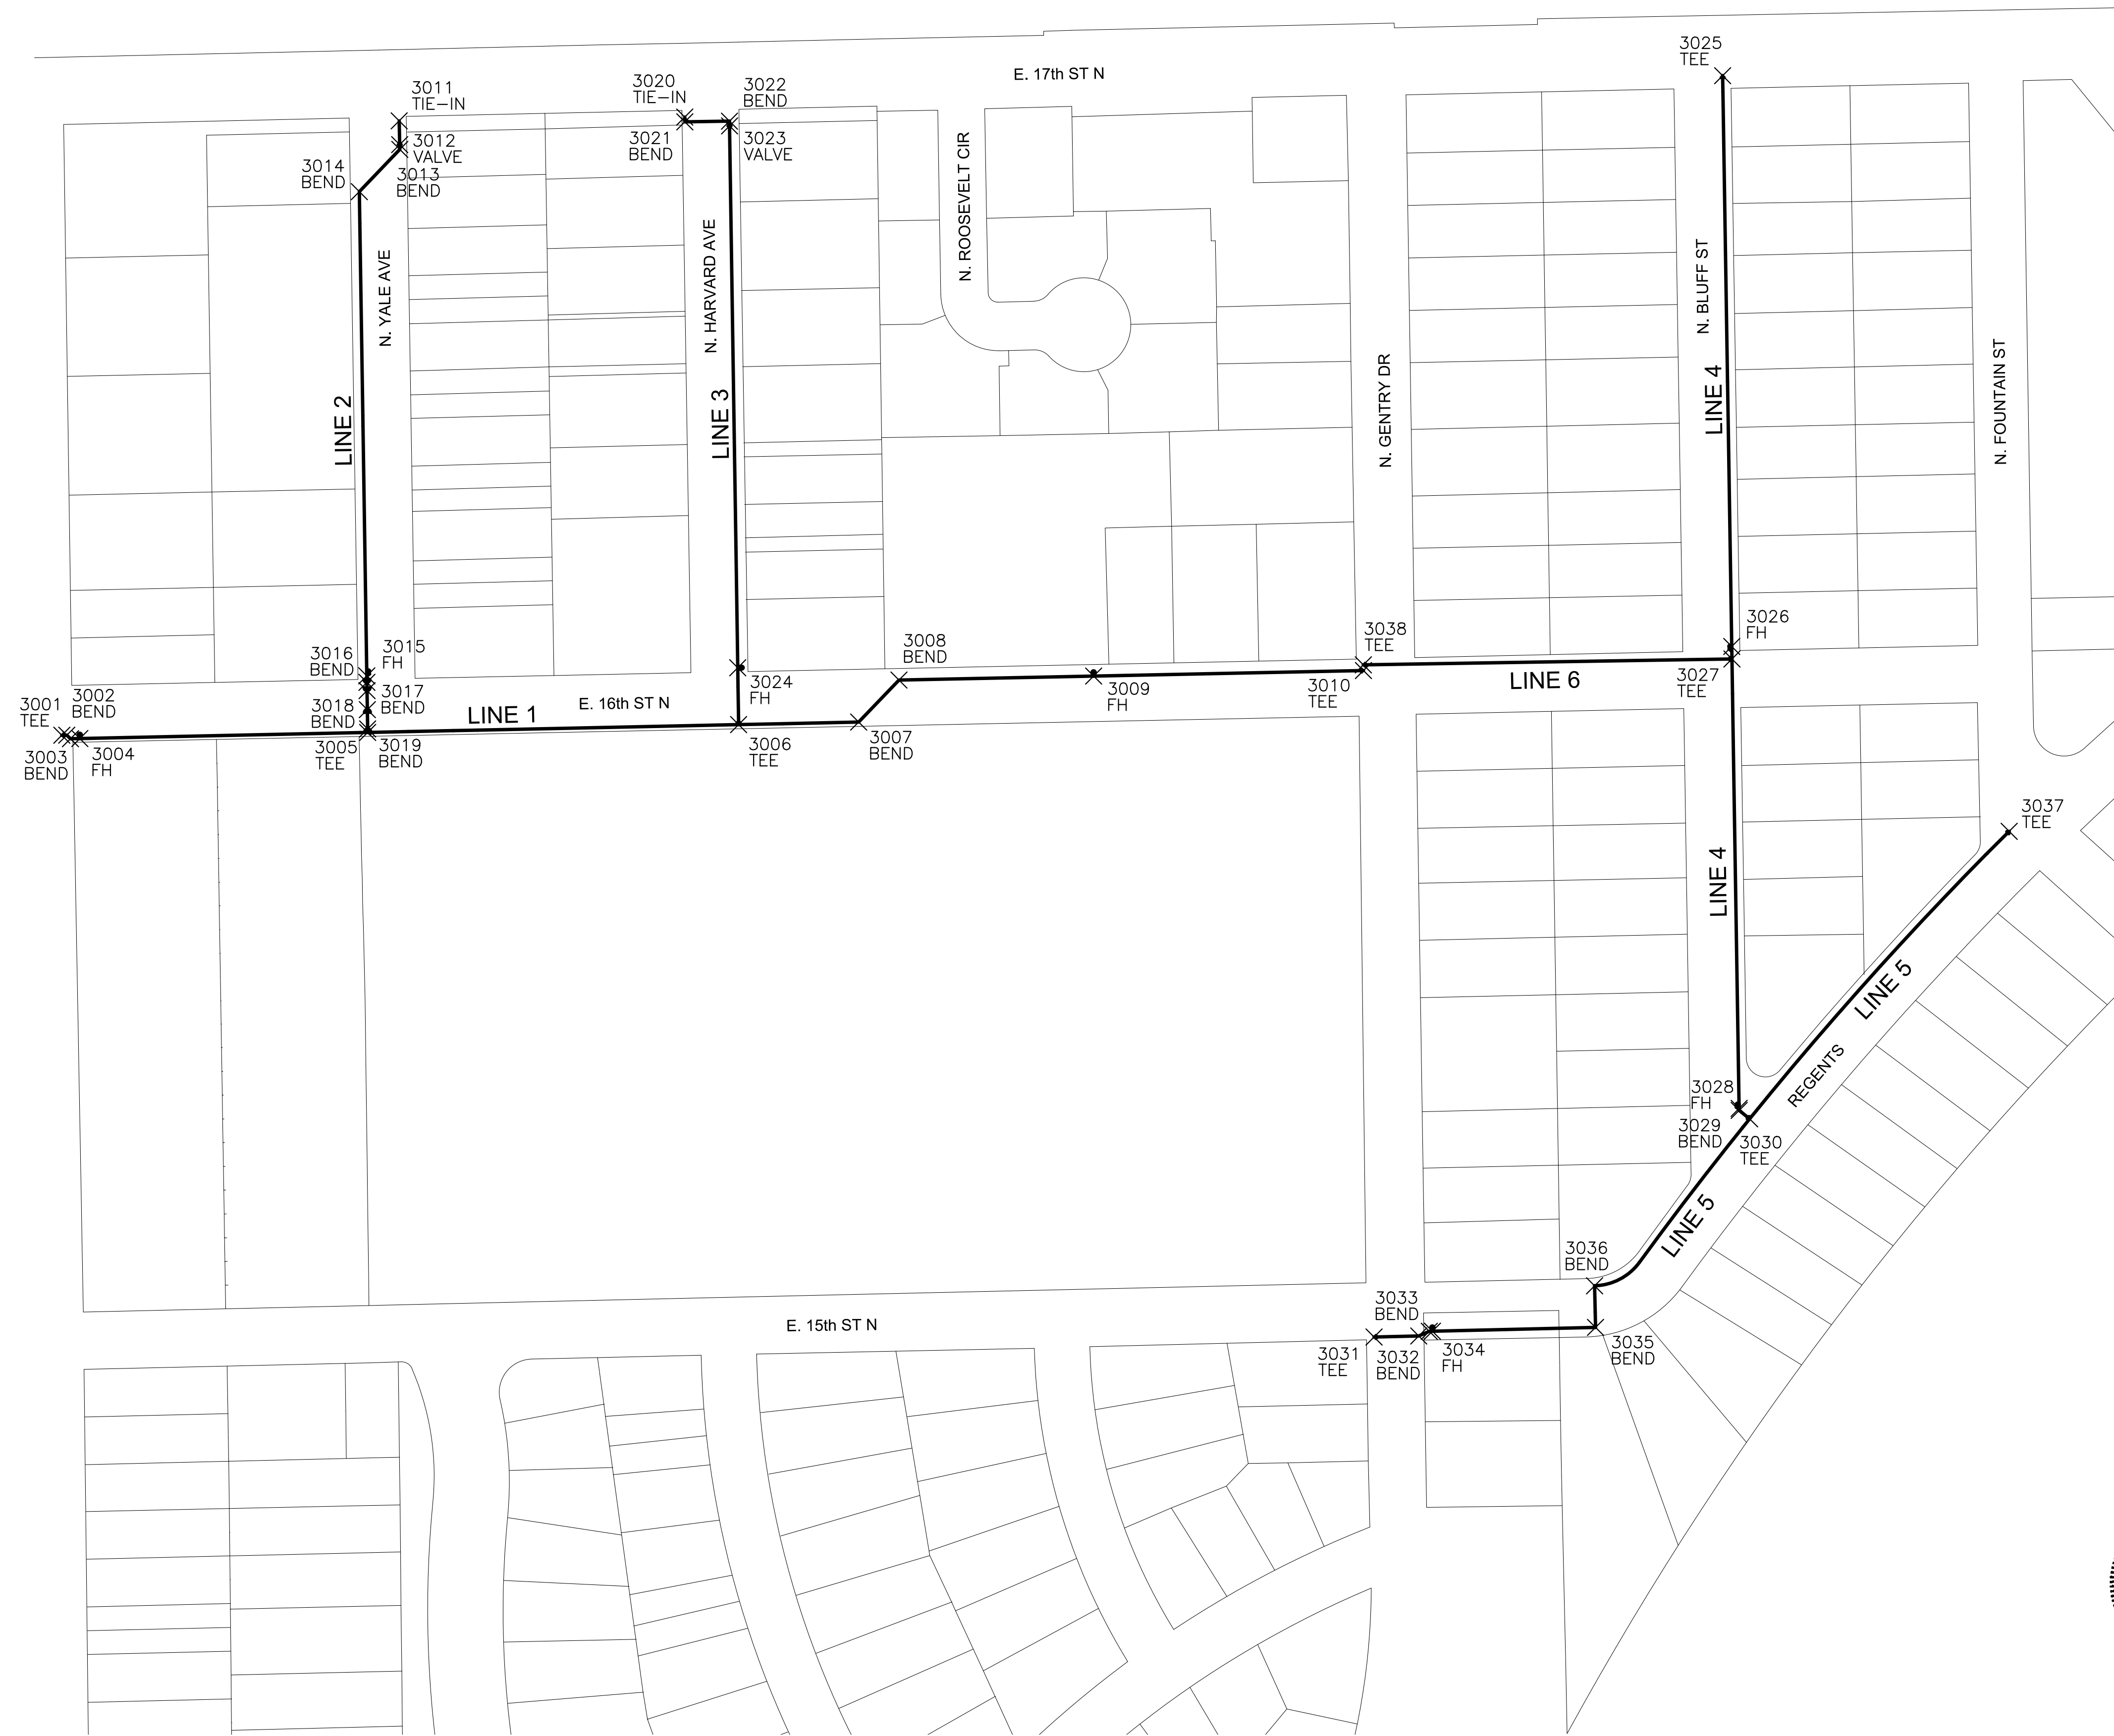 3025
TEE
E. 17th ST N
3020
TIE-IN
3022
BEND
3011
TIE-IN
3012
VALVE
3021
BEND
3023
VALVE
3014
BEND
3013
BEND
N. YALE AVE
N. HARVARD AVE
N. ROOSEVELT CIR
N. GENTRY DR
N. BLUFF ST
N. FOUNTAIN ST
LINE 2
LINE 3
LINE 4
3026
FH
3038
TEE
3008
BEND
3015
FH
3016
BEND
3017
BEND
3018
BEND
3001
TEE
3002
BEND
3024
FH
3009
FH
3010
TEE
LINE 6
3027
TEE
E. 16th ST N
LINE 1
3003
BEND
3004
FH
3005
TEE
3019
BEND
3006
TEE
3007
BEND
3037
TEE
LINE 4
LINE 5
REGENTS
3028
FH
3029
BEND
3030
TEE
LINE 5
3036
BEND
3033
BEND
E. 15th ST N
3031
TEE
3032
BEND
3034
FH
3035
BEND